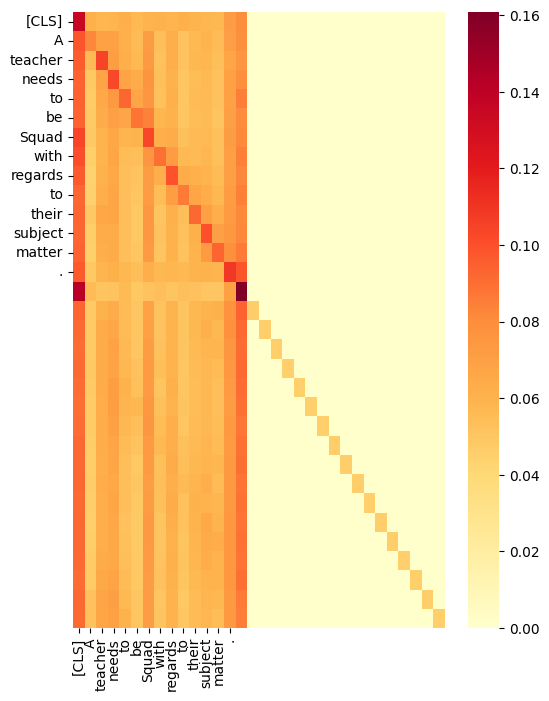 [CLS]
A
teacher
needs
to
be
Squad
with
regards
to
their
subject
matter
.
[CLS]
A
teacher
needs
to
be
Squad
with
regards
to
their
subject
matter
.
0.16
0.14
0.12
0.10
0.08
0.06
0.04
0.02
0.00